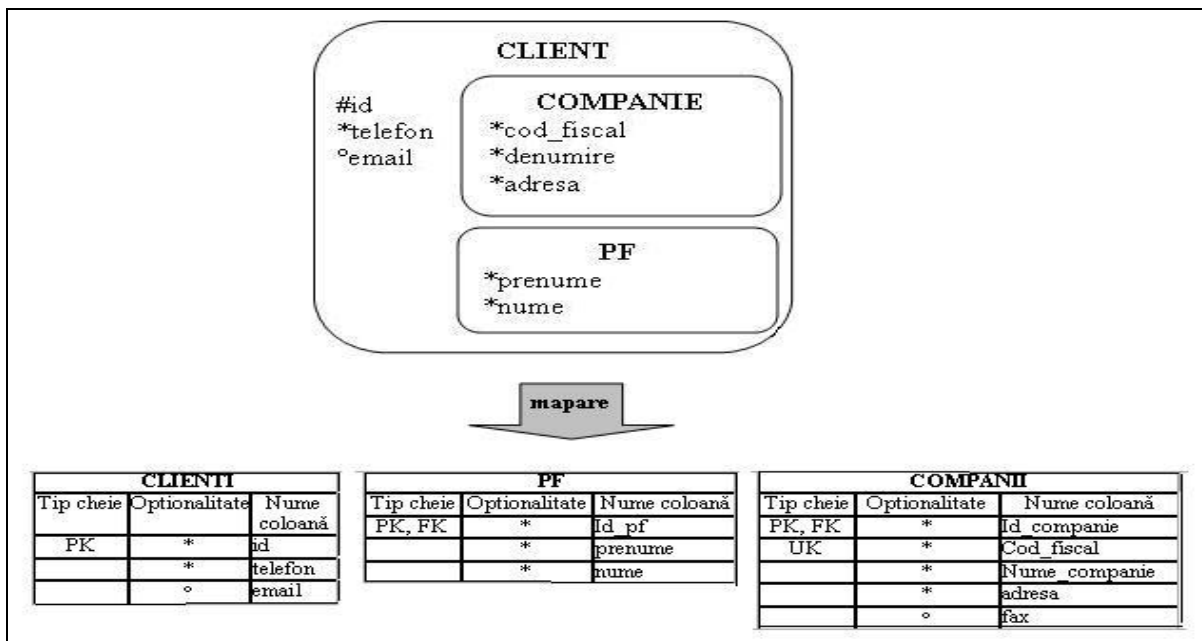 CLIENT
#id
*telefon
°email
COMPANIE
*cod_fiscal
*denumire
*adresa
PF
*prenume
*nume
mapare
CLIENTI
Tip cheie Optionalitate Nume coloană
PK * id
* telefon
° email
PF
Tip cheie Optionalitate Nume coloană
PK, FK * Id_pf
* prenume
* nume
COMPANII
Tip cheie Optionalitate Nume coloană
PK, FK * Id_companie
UK * Cod_fiscal
* Nume_companie
* adresa
° fax